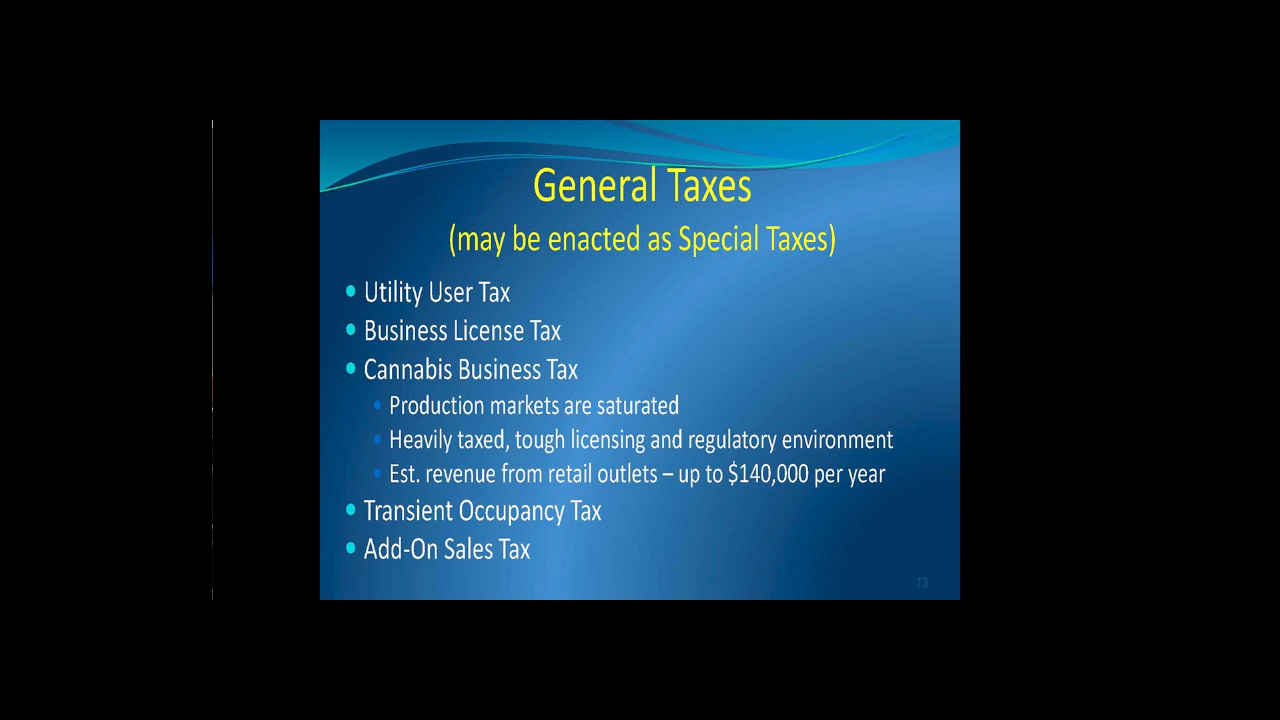 General Taxes
(may be enacted as Special Taxes)
• Utility User Tax
• Business License Tax
• Cannabis Business Tax
• Production markets are saturated
• Heavily taxed, tough licensing and regulatory environment
• Est. revenue from retail outlets – up to $140,000 per year
• Transient Occupancy Tax
• Add-On Sales Tax
13